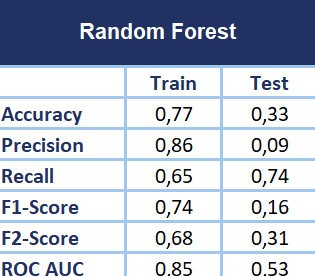 Random Forest
Train Test
Accuracy 0,77 0,33
Precision 0,86 0,09
Recall 0,65 0,74
F1-Score 0,74 0,16
F2-Score 0,68 0,31
ROC AUC 0,85 0,53